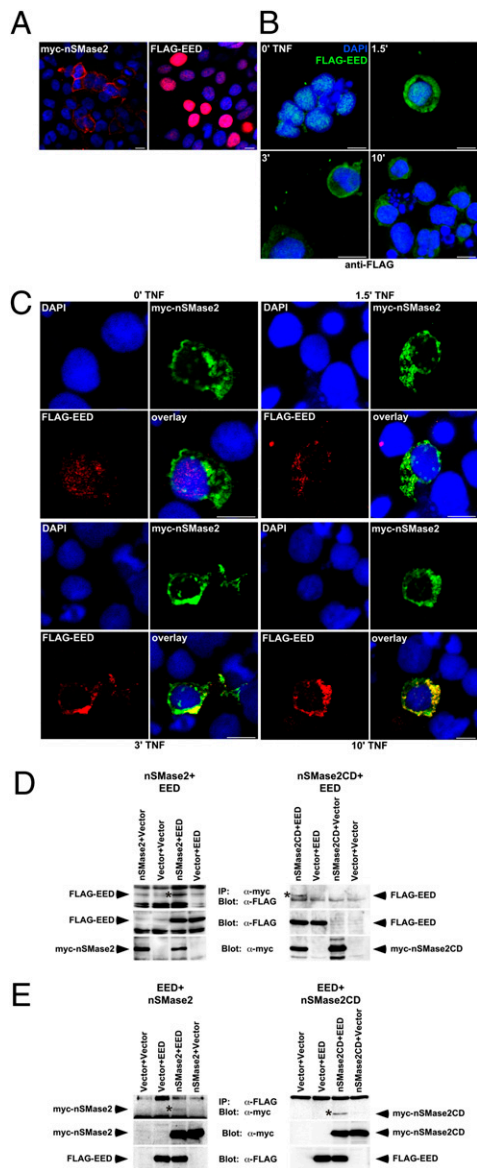 A
myc-nSMase2
FLAG-EED
B
0' TNF
DAPI
FLAG-EED
1.5'
3'
10'
anti-FLAG
C
0' TNF
1.5' TNF
DAPI
myc-nSMase2
DAPI
myc-nSMase2
FLAG-EED
overlay
FLAG-EED
overlay
DAPI
myc-nSMase2
DAPI
myc-nSMase2
FLAG-EED
overlay
FLAG-EED
overlay
3' TNF
10' TNF
D
nSMase2+
EED
nSMase2CD+
EED
nSMase2+Vector
Vector+Vector
nSMase2+EED
Vector+EED
nSMase2CD+EED
Vector+EED
nSMase2CD+Vector
Vector+Vector
FLAG-EED
*
IP: α-myc
Blot: α-FLAG
*
FLAG-EED
FLAG-EED
Blot: α-FLAG
FLAG-EED
myc-nSMase2
Blot: α-myc
myc-nSMase2CD
E
EED+
nSMase2
EED+
nSMase2CD
Vector+Vector
Vector+EED
nSMase2+EED
nSMase2+Vector
Vector+Vector
Vector+EED
nSMase2CD+EED
nSMase2CD+Vector
myc-nSMase2
*
IP: α-FLAG
Blot: α-myc
*
myc-nSMase2CD
myc-nSMase2
Blot: α-myc
myc-nSMase2CD
FLAG-EED
Blot: α-FLAG
FLAG-EED